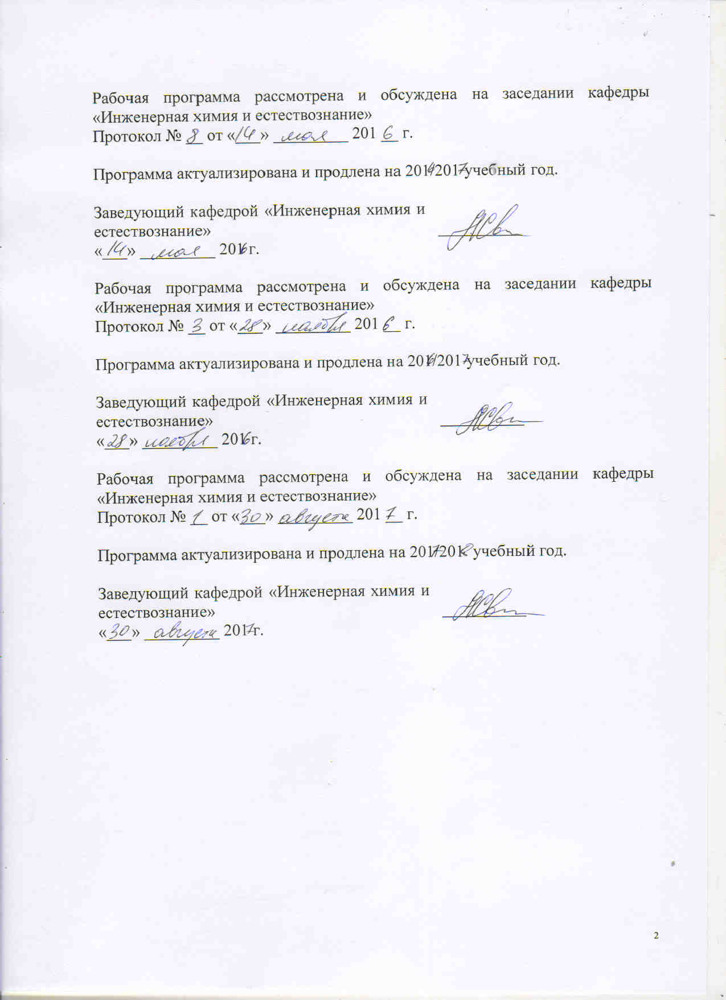 Рабочая программа рассмотрена и обсуждена на заседании кафедры
«Инженерная химия и естествознание»
Протокол № 8 от «14» мая 2016 г.
Программа актуализирована и продлена на 2016/2017 учебный год.
Заведующий кафедрой «Инженерная химия и
естествознание»
«14» мая 2016 г.
Рабочая программа рассмотрена и обсуждена на заседании кафедры
«Инженерная химия и естествознание»
Протокол № 3 от «28» ноября 2016 г.
Программа актуализирована и продлена на 2016/2017 учебный год.
Заведующий кафедрой «Инженерная химия и
естествознание»
«28» ноября 2016 г.
Рабочая программа рассмотрена и обсуждена на заседании кафедры
«Инженерная химия и естествознание»
Протокол № 1 от «30» августа 2017 г.
Программа актуализирована и продлена на 2017/2018 учебный год.
Заведующий кафедрой «Инженерная химия и
естествознание»
«30» августа 2017 г.
2